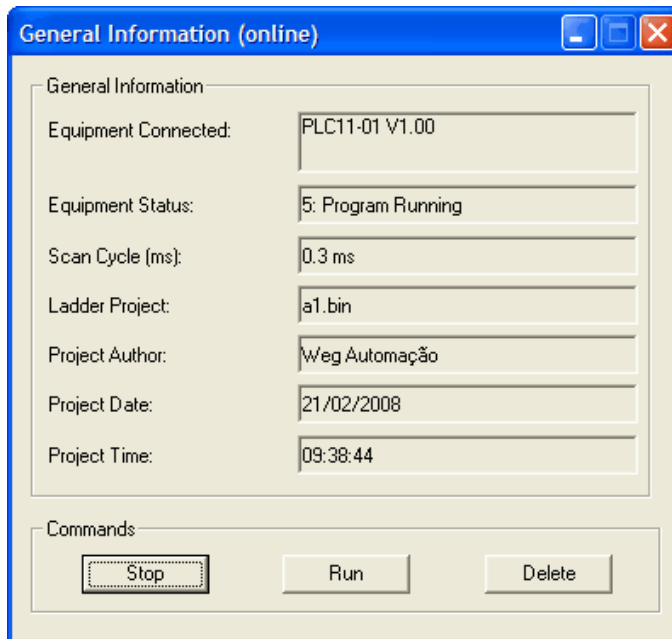 General Information (online)
General Information
Equipment Connected: PLC11-01 V1.00
Equipment Status: 5: Program Running
Scan Cycle (ms): 0.3 ms
Ladder Project: a1.bin
Project Author: Weg Automação
Project Date: 21/02/2008
Project Time: 09:38:44
Commands
Stop Run Delete